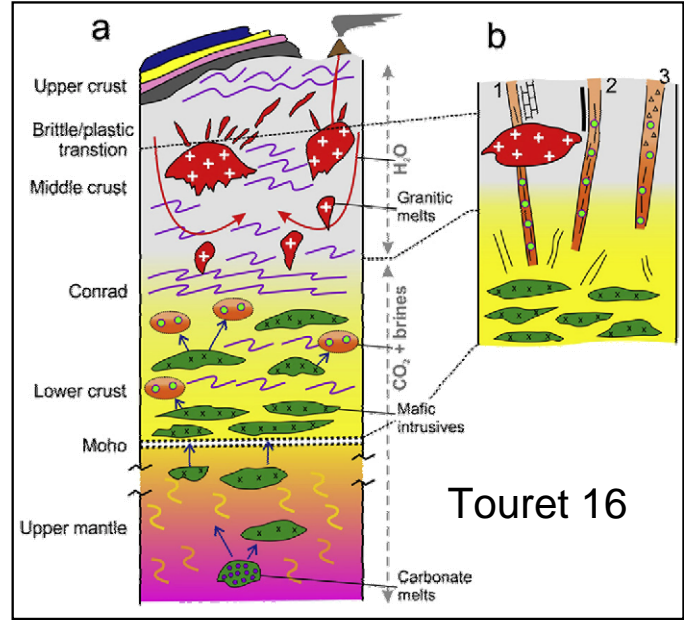 a
b
Upper crust
Brittle/plastic
transtion
Middle crust
Conrad
Lower crust
Moho
Upper mantle
H₂O
CO₂ + brines
Granitic
melts
Mafic
intrusives
Carbonate
melts
1
2
3
Touret 16